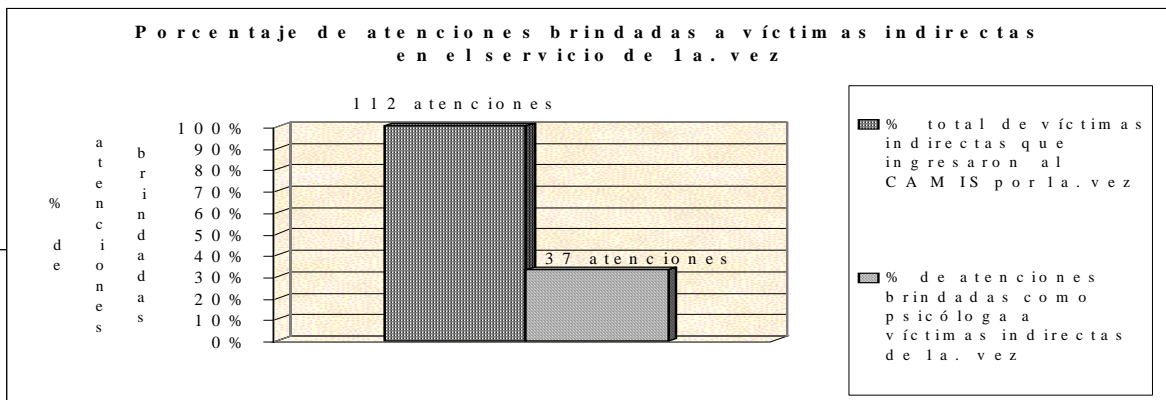 Porcentaje de atenciones brindadas a víctimas indirectas
en el servicio de 1a. vez
112 atenciones
37 atenciones
% de
atenciones
brindadas
100%
90%
80%
70%
60%
50%
40%
30%
20%
10%
0%
% total de víctimas
indirectas que
ingresaron al
CAMIS por la. vez
% de atenciones
brindadas como
psicóloga a
víctimas indirectas
de 1a. vez